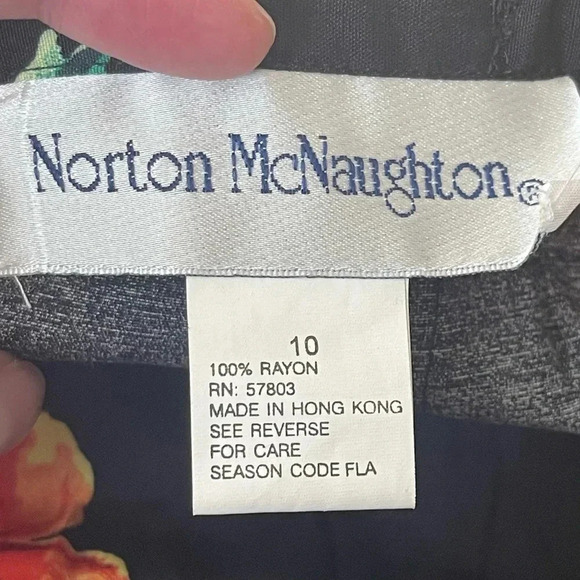 Norton McNaughton®
10
100% RAYON
RN: 57803
MADE IN HONG KONG
SEE REVERSE
FOR CARE
SEASON CODE FLA